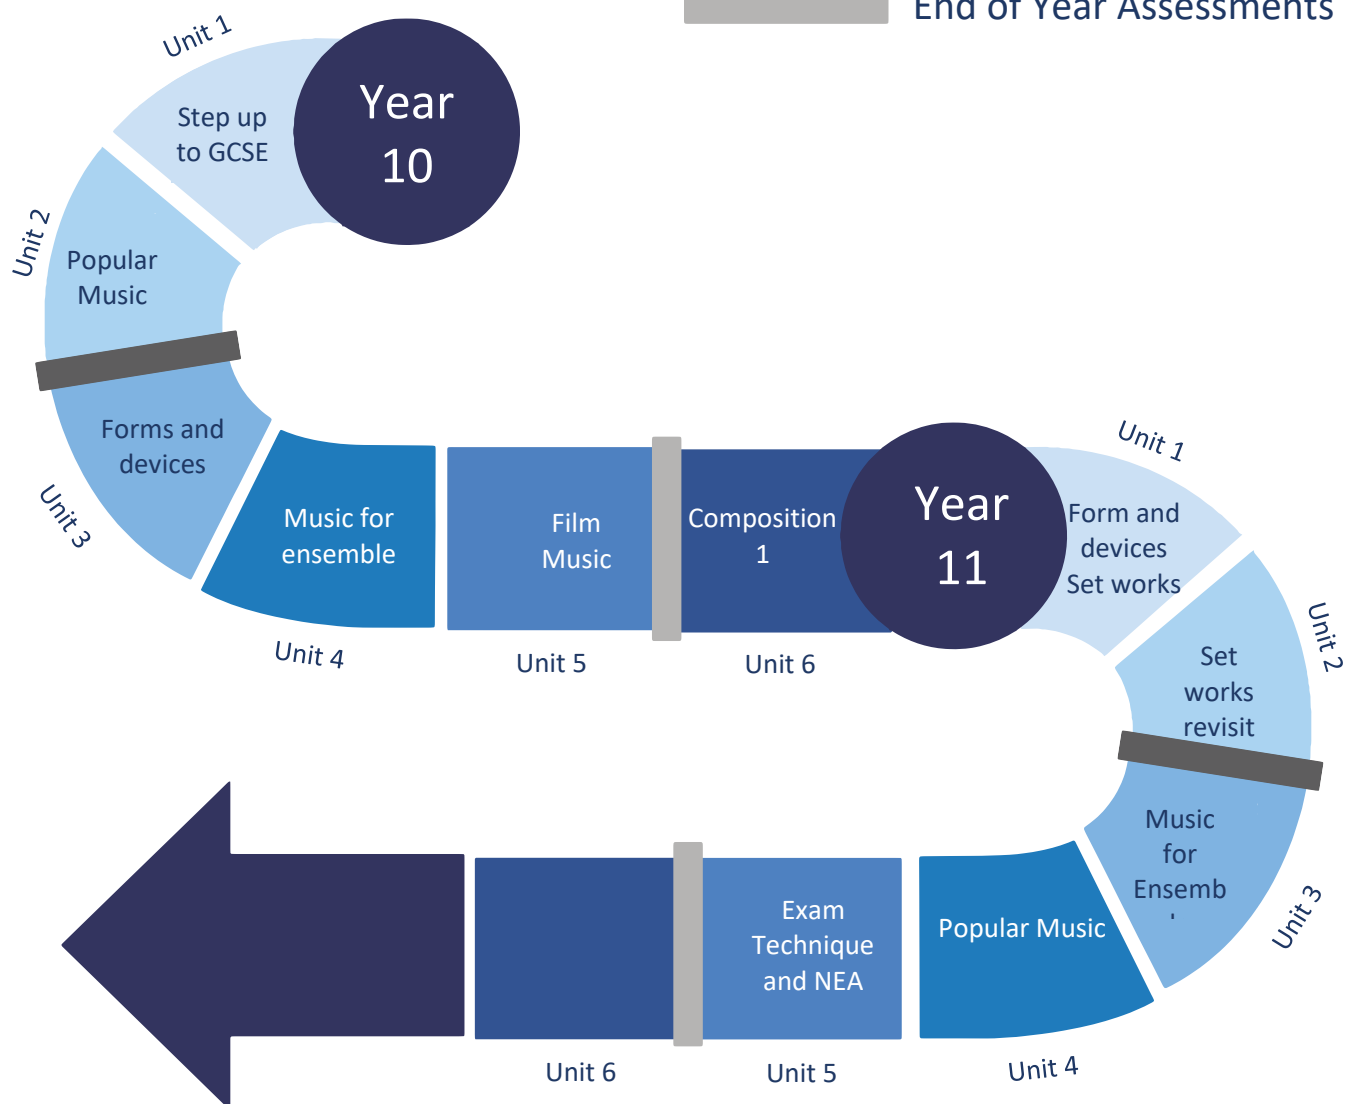 End of Year Assessments
Unit 1
Step up
to GCSE
Year
10
Unit 2
Popular
Music
Forms and
devices
Unit 3
Music for
ensemble
Unit 4
Film
Music
Unit 5
Composition
1
Unit 6
Year
11
Unit 1
Form and
devices
Set works
Unit 2
Set
works
revisit
Music
for
Ensemb
Unit 3
Popular Music
Unit 4
Exam
Technique
and NEA
Unit 5
Unit 6